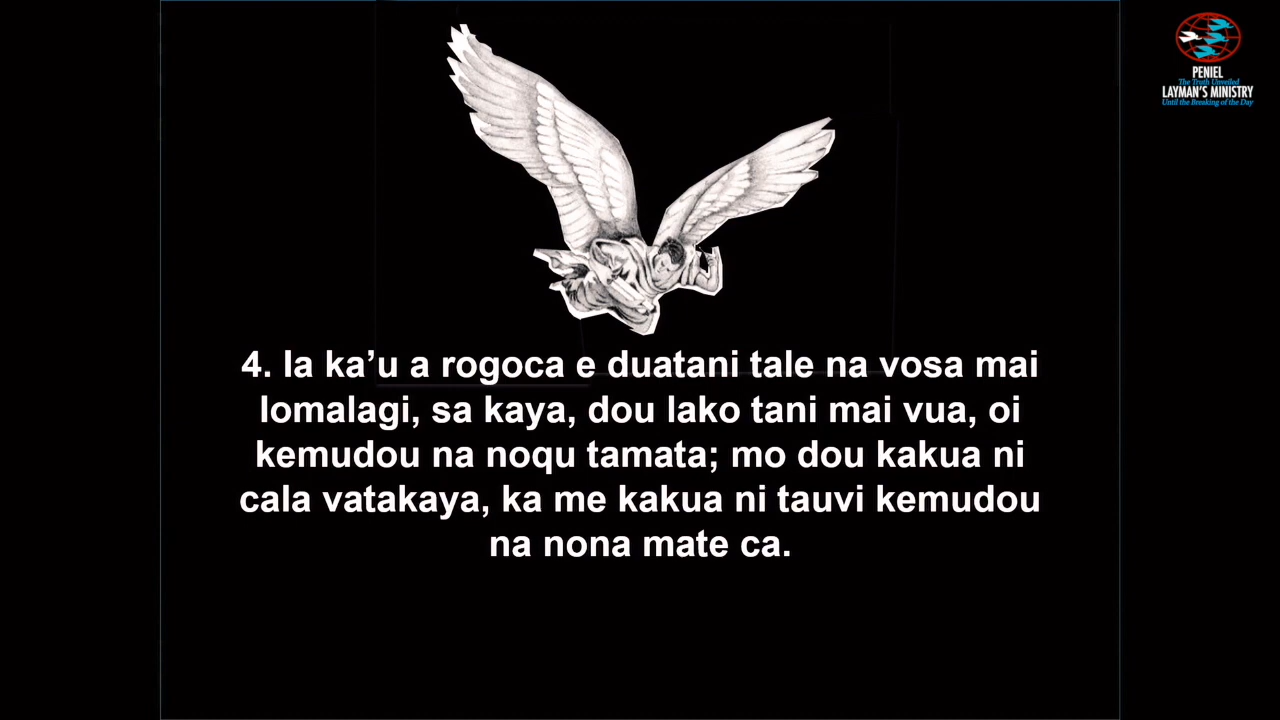 PENIEL
The Truth Unveiled
LAYMAN'S MINISTRY
Until the Breaking of the Day
4. Ia ka’u a rogoca e duatani tale na vosa mai
lomalagi, sa kaya, dou lako tani mai vua, oi
kemudou na noqu tamata; mo dou kakua ni
cala vatakaya, ka me kakua ni tauvi kemudou
na nona mate ca.